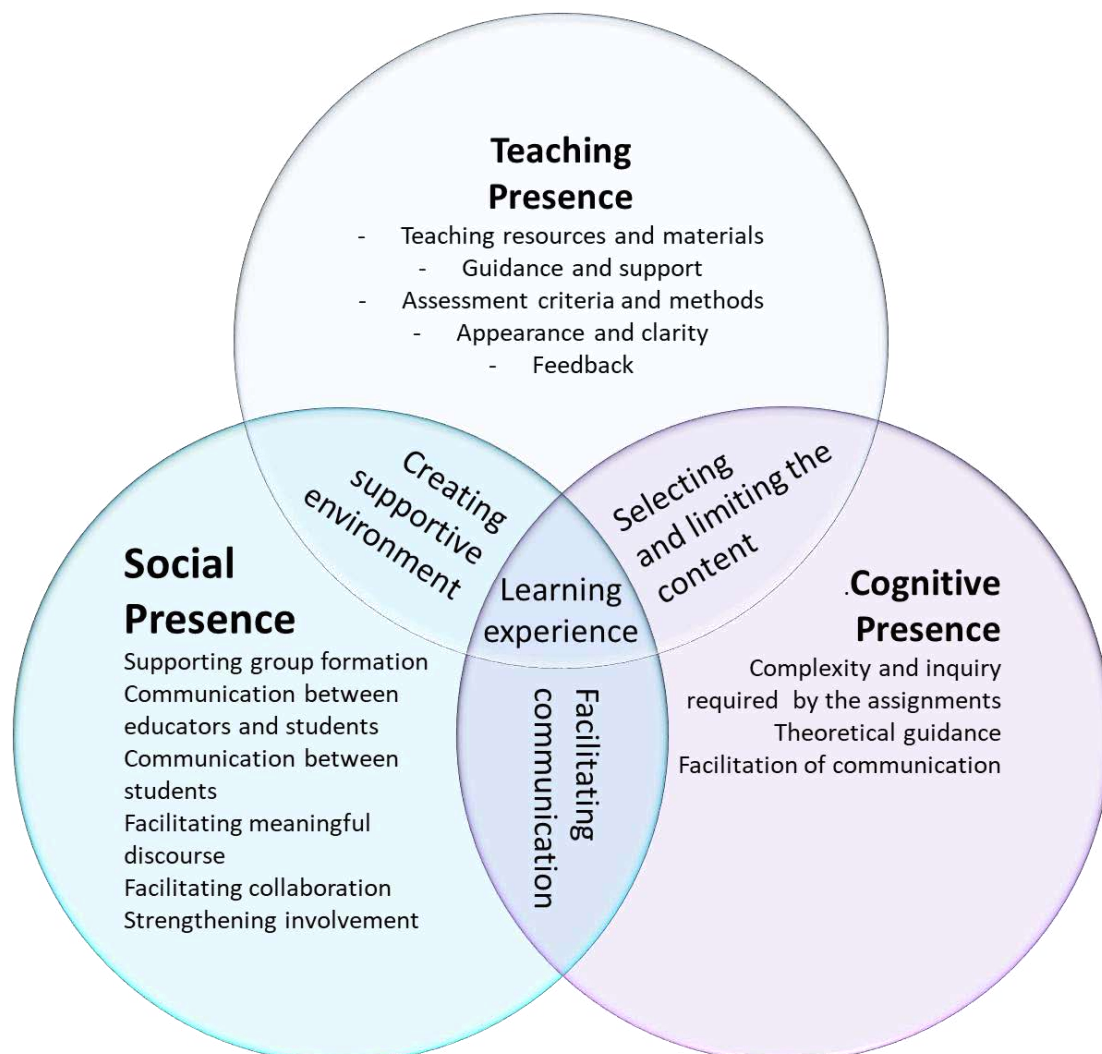 Teaching
Presence
- Teaching resources and materials
- Guidance and support
- Assessment criteria and methods
- Appearance and clarity
- Feedback
Creating
supportive
environment
Selecting
and limiting the
content
Learning
experience
Social
Presence
Supporting group formation
Communication between
educators and students
Communication between
students
Facilitating meaningful
discourse
Facilitating collaboration
Strengthening involvement
Facilitating
communication
.Cognitive
Presence
Complexity and inquiry
required by the assignments
Theoretical guidance
Facilitation of communication